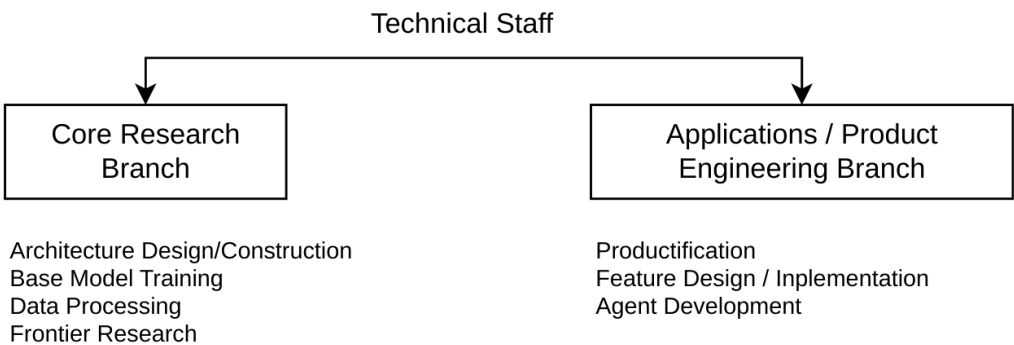 Technical Staff
Core Research
Branch
Applications / Product
Engineering Branch
Architecture Design/Construction
Base Model Training
Data Processing
Frontier Research
Productification
Feature Design / Inplementation
Agent Development